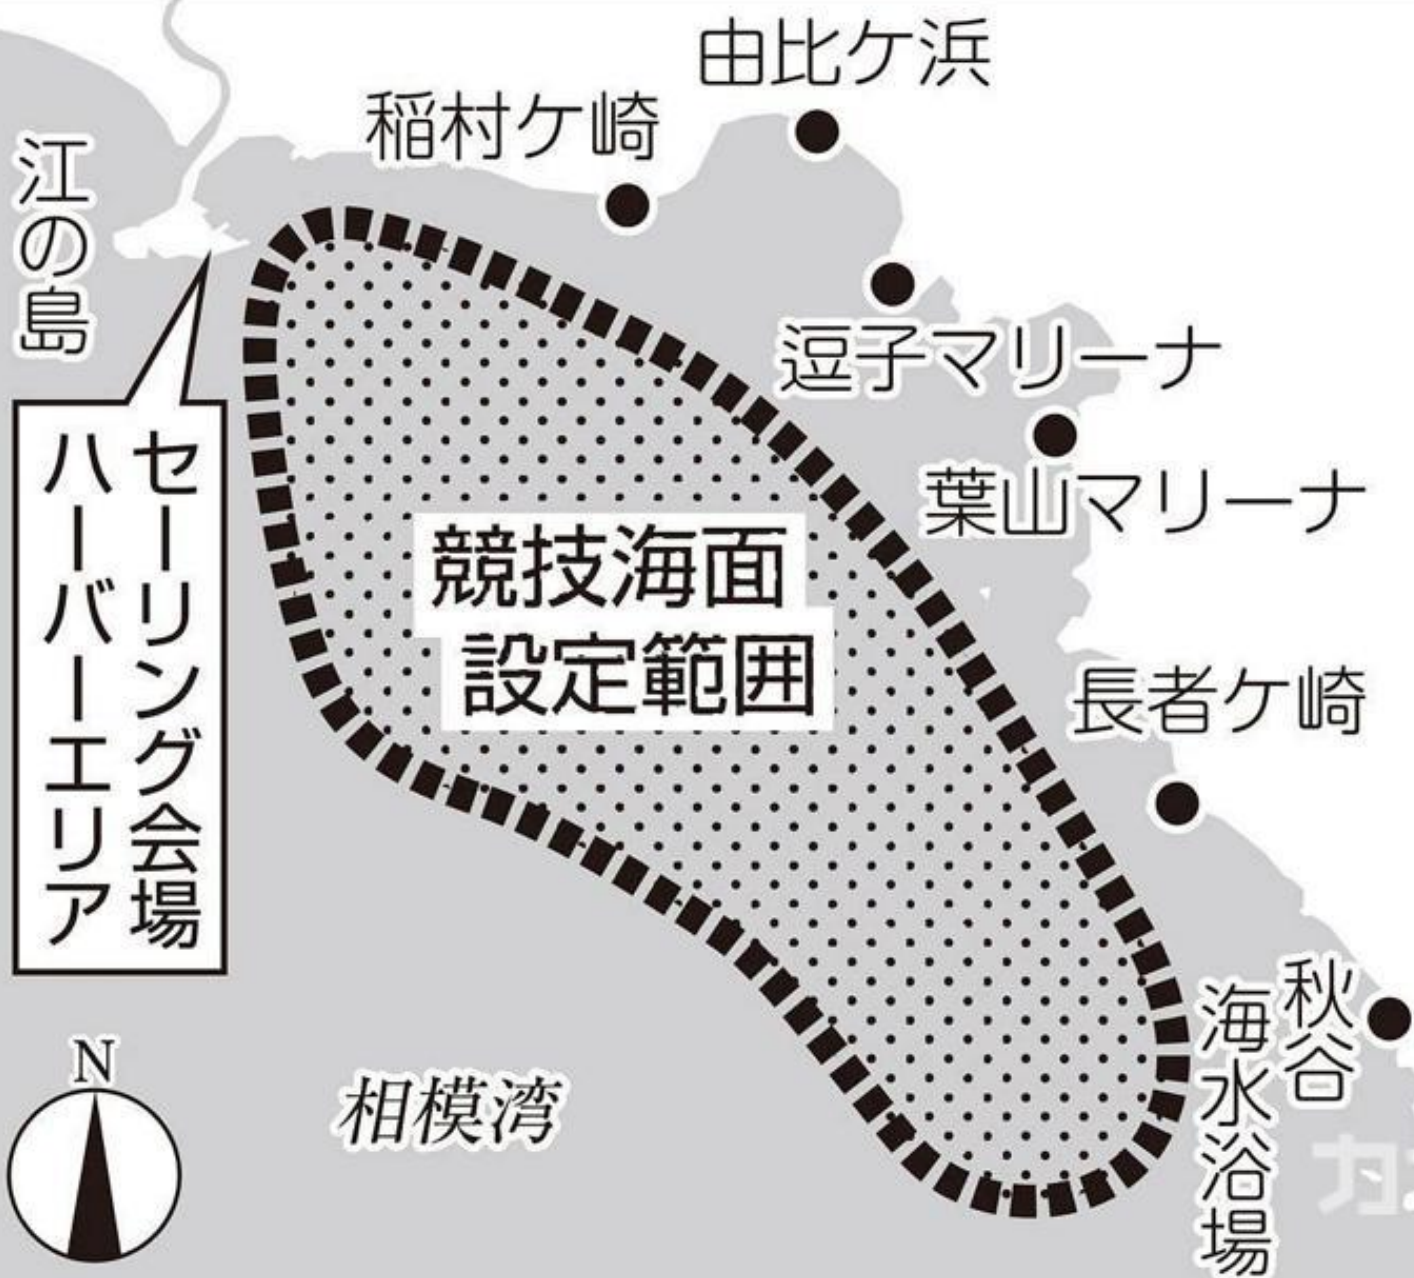 由比ケ浜
稲村ケ崎
江の島
逗子マリーナ
葉山マリーナ
セーリング会場
ハーバーエリア
競技海面
設定範囲
長者ケ崎
秋谷
海水浴場
N
相模湾